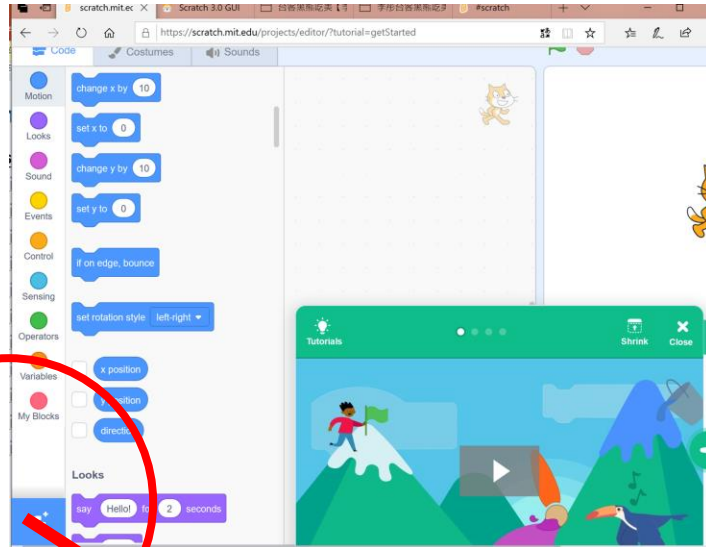 scratch.mit.ec
Scratch 3.0 GUI
#scratch
https://scratch.mit.edu/projects/editor/?tutorial=getStarted
Code
Costumes
Sounds
Motion
Looks
Sound
Events
Control
Sensing
Operators
Variables
My Blocks
change x by 10
set x to 0
change y by 10
set y to 0
if on edge, bounce
set rotation style left-right
x position
y position
direction
Looks
say Hello! for 2 seconds
Tutorials
Shrink
Close